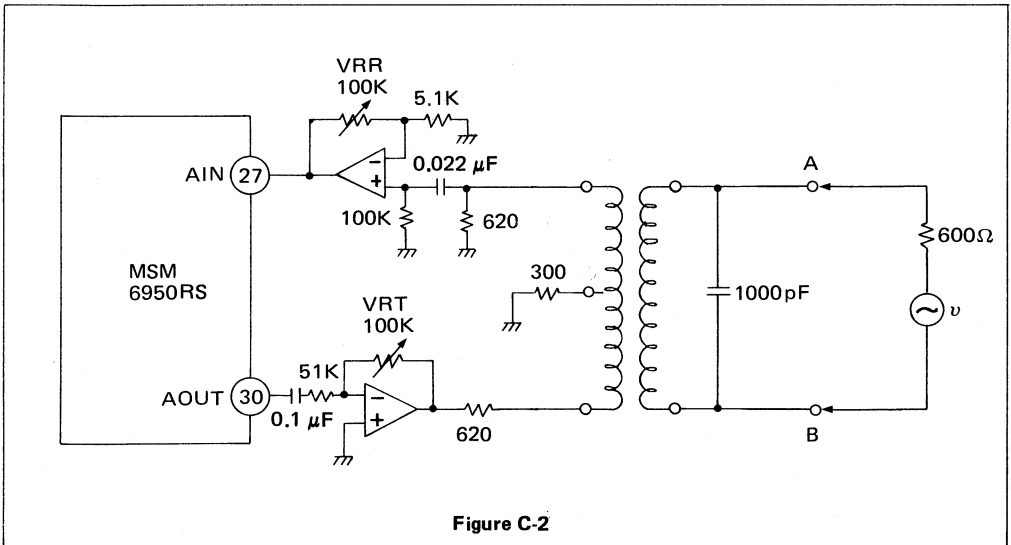 VRR
100K
5.1K
AIN
27
−
+
0.022 μF
100K
620
A
600Ω
MSM
6950RS
300
1000pF
υ
VRT
100K
51K
AOUT
30
0.1 μF
−
+
620
B
Figure C-2